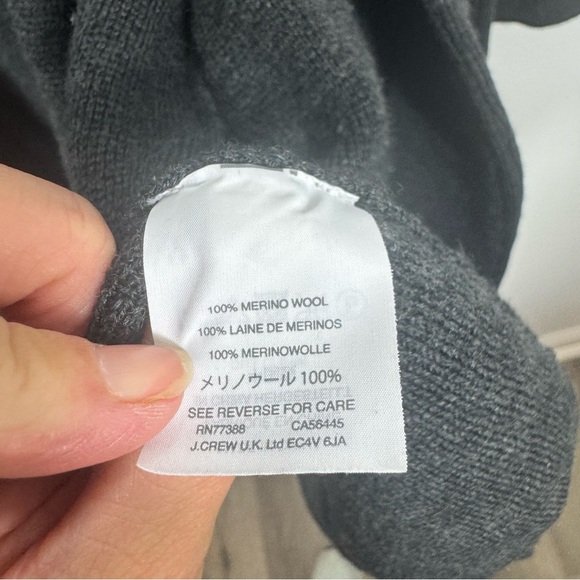 100% MERINO WOOL
100% LAINE DE MERINOS
100% MERINOWOLLE
メリノウール 100%
SEE REVERSE FOR CARE
RN77388 CA56445
J.CREW U.K. Ltd EC4V 6JA